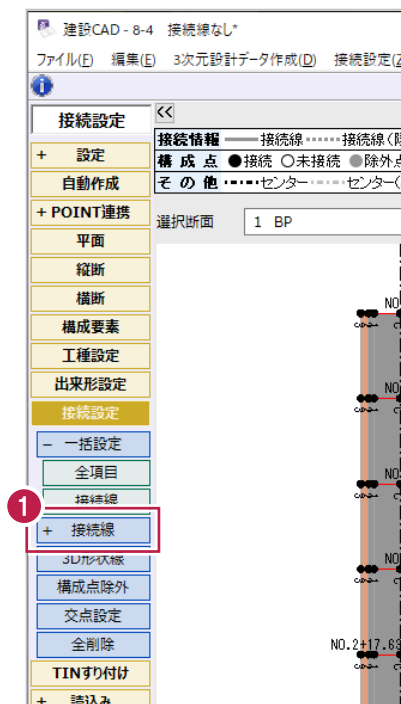 建設CAD - 8-4　接続線なし*
ファイル(F)　編集(E)　3次元設計データ作成(D)　接続設定(Z
接続設定
<<
接続情報 接続線 接続線(除
構成点 ●接続 ○未接続 ●除外点
その他 センター センター(
選択断面　1　BP
+ 設定
自動作成
+ POINT連携
平面
縦断
横断
構成要素
工種設定
出来形設定
接続設定
− 一括設定
全項目
接続線
1
+ 接続線
3D形状線
構成点除外
交点設定
全削除
TINすり付け
+ 読込み
NO
NO
NO
NO
NO.2+17.63